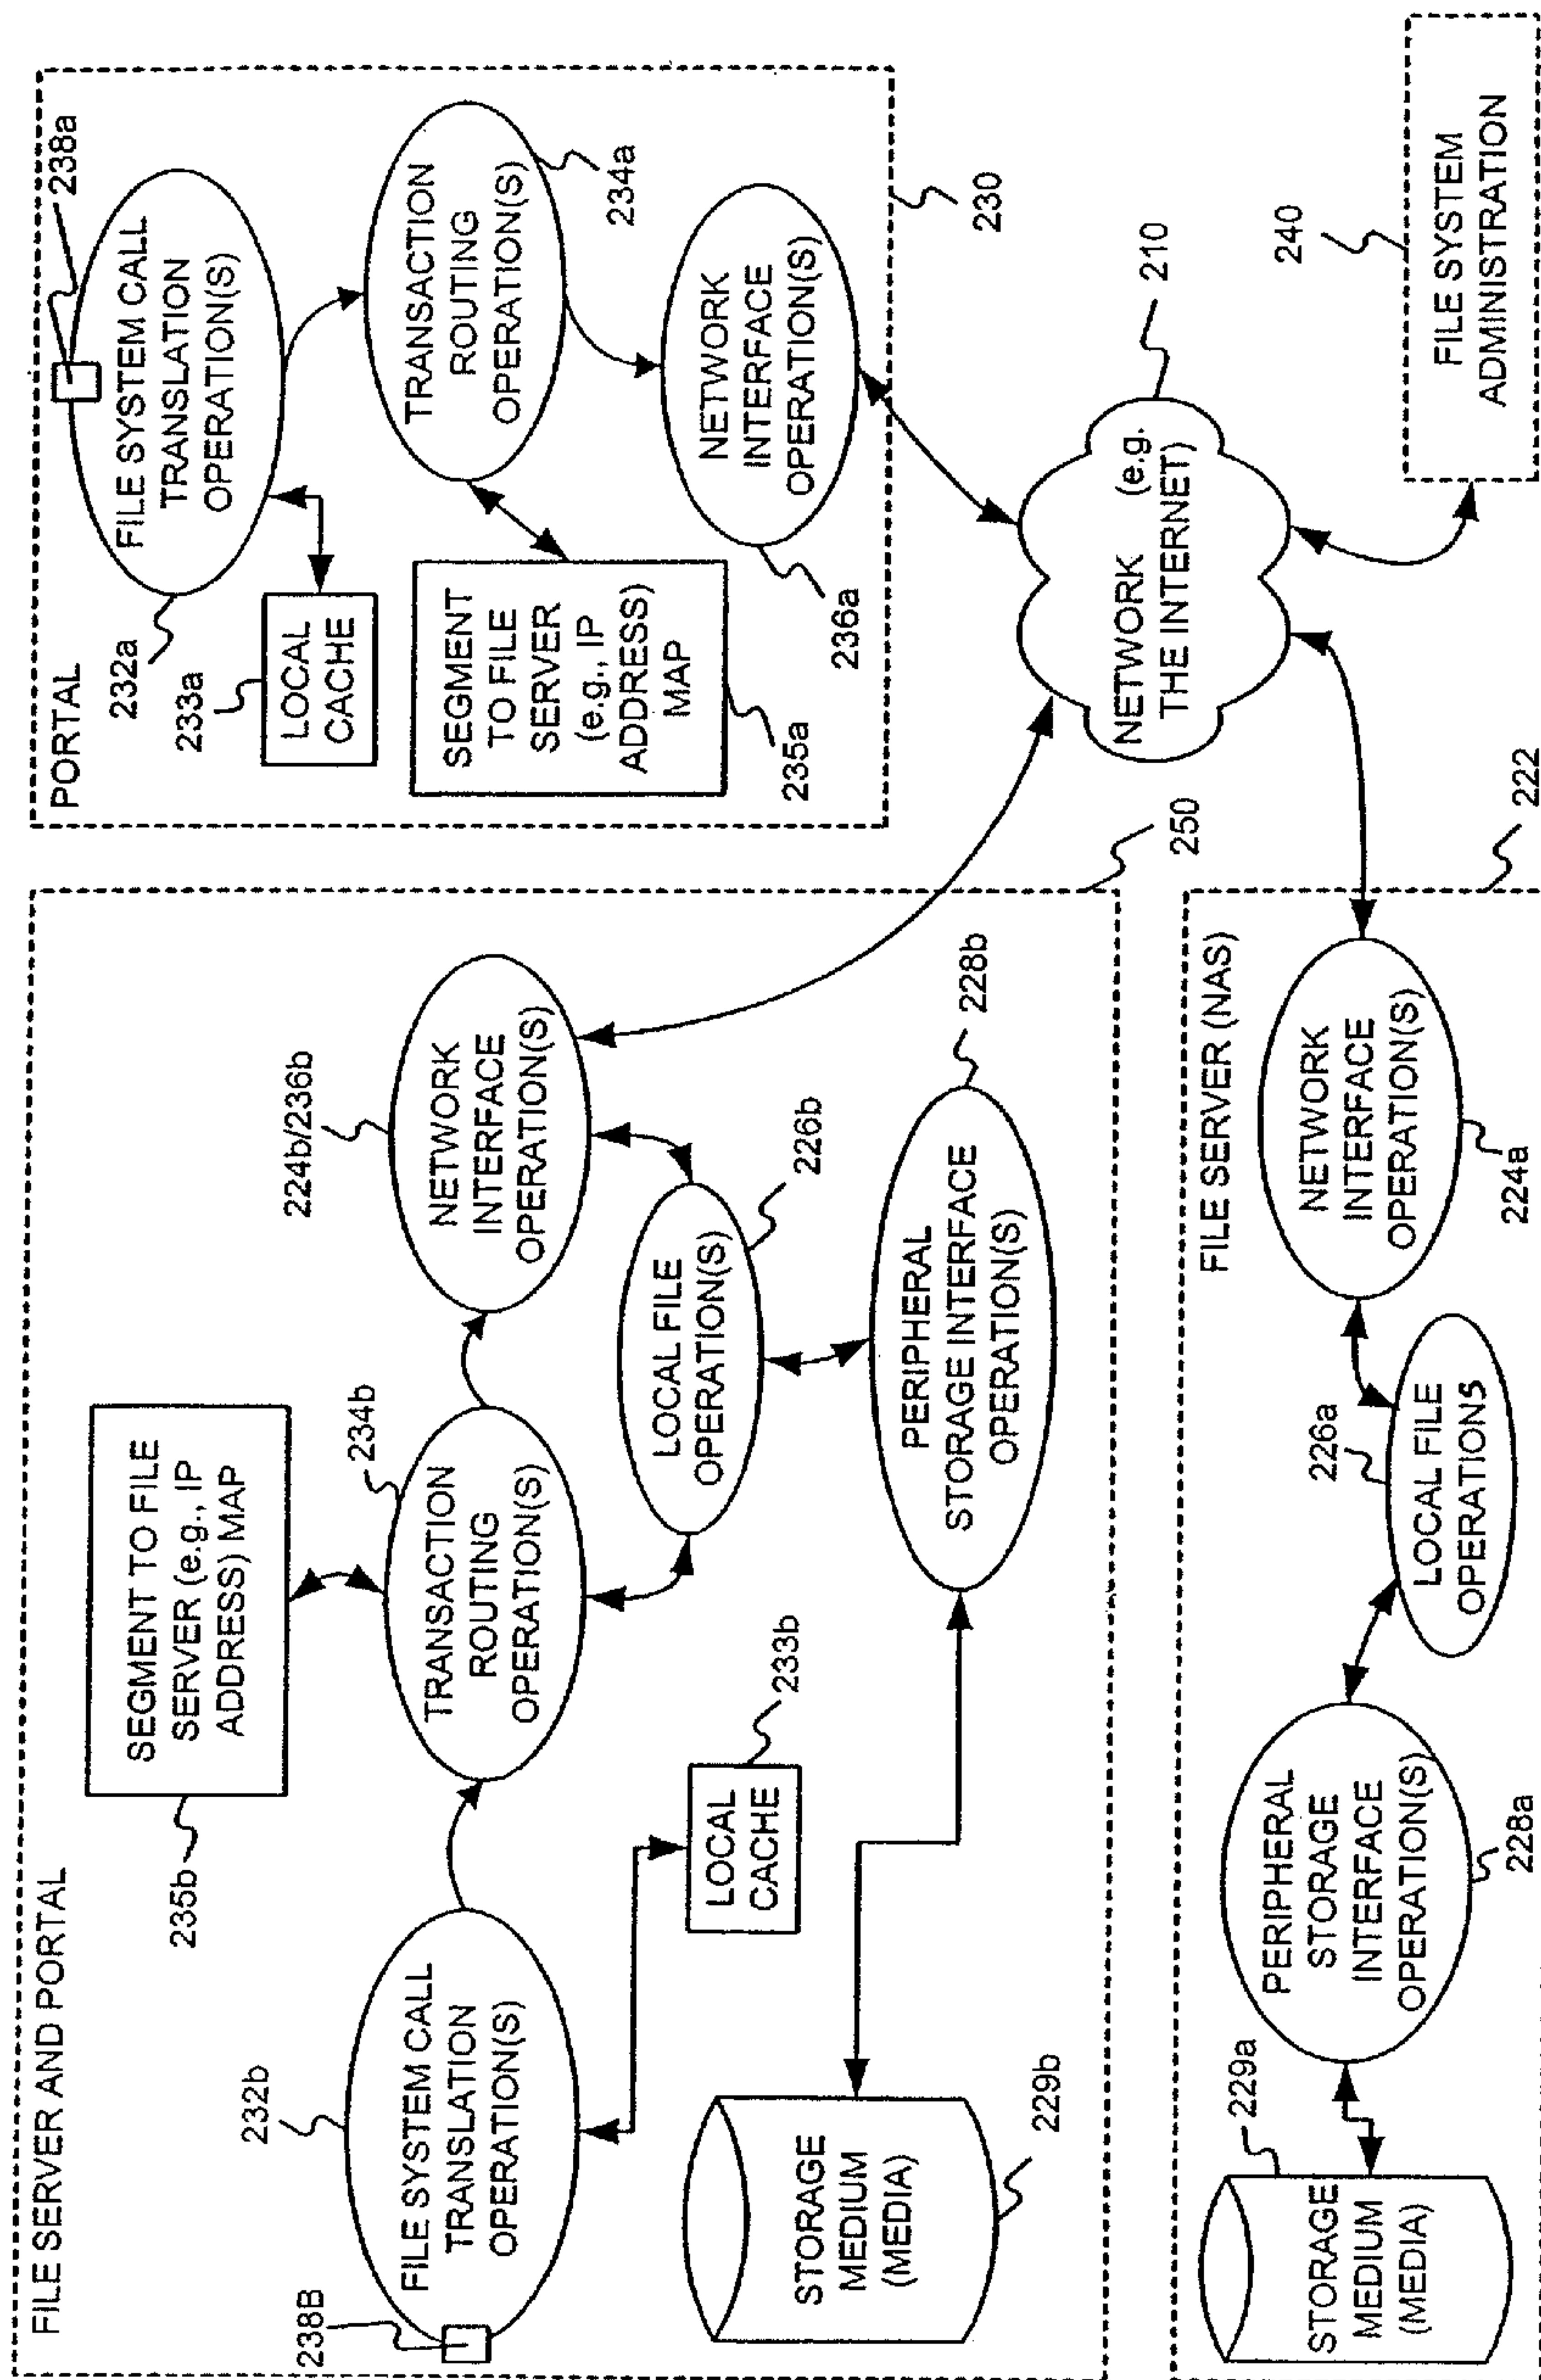 FILE SERVER AND PORTAL
235b
SEGMENT TO FILE
SERVER (e.g., IP
ADDRESS) MAP
238B
232b
FILE SYSTEM CALL
TRANSLATION
OPERATION(S)
234b
TRANSACTION
ROUTING
OPERATION(S)
224b/236b
NETWORK
INTERFACE
OPERATION(S)
LOCAL FILE
OPERATION(S)
226b
LOCAL
CACHE
233b
STORAGE
MEDIUM
(MEDIA)
229b
PERIPHERAL
STORAGE INTERFACE
OPERATION(S)
228b
250
PORTAL
238a
FILE SYSTEM CALL
TRANSLATION
OPERATION(S)
232a
233a
LOCAL
CACHE
TRANSACTION
ROUTING
OPERATION(S)
234a
SEGMENT
TO FILE
SERVER
(e.g., IP
ADDRESS)
MAP
235a
NETWORK
INTERFACE
OPERATION(S)
236a
230
NETWORK (e.g.
THE INTERNET)
210
240
FILE SYSTEM
ADMINISTRATION
FILE SERVER (NAS)
222
229a
STORAGE
MEDIUM
(MEDIA)
PERIPHERAL
STORAGE
INTERFACE
OPERATION(S)
228a
226a
LOCAL FILE
OPERATIONS
NETWORK
INTERFACE
OPERATION(S)
224a